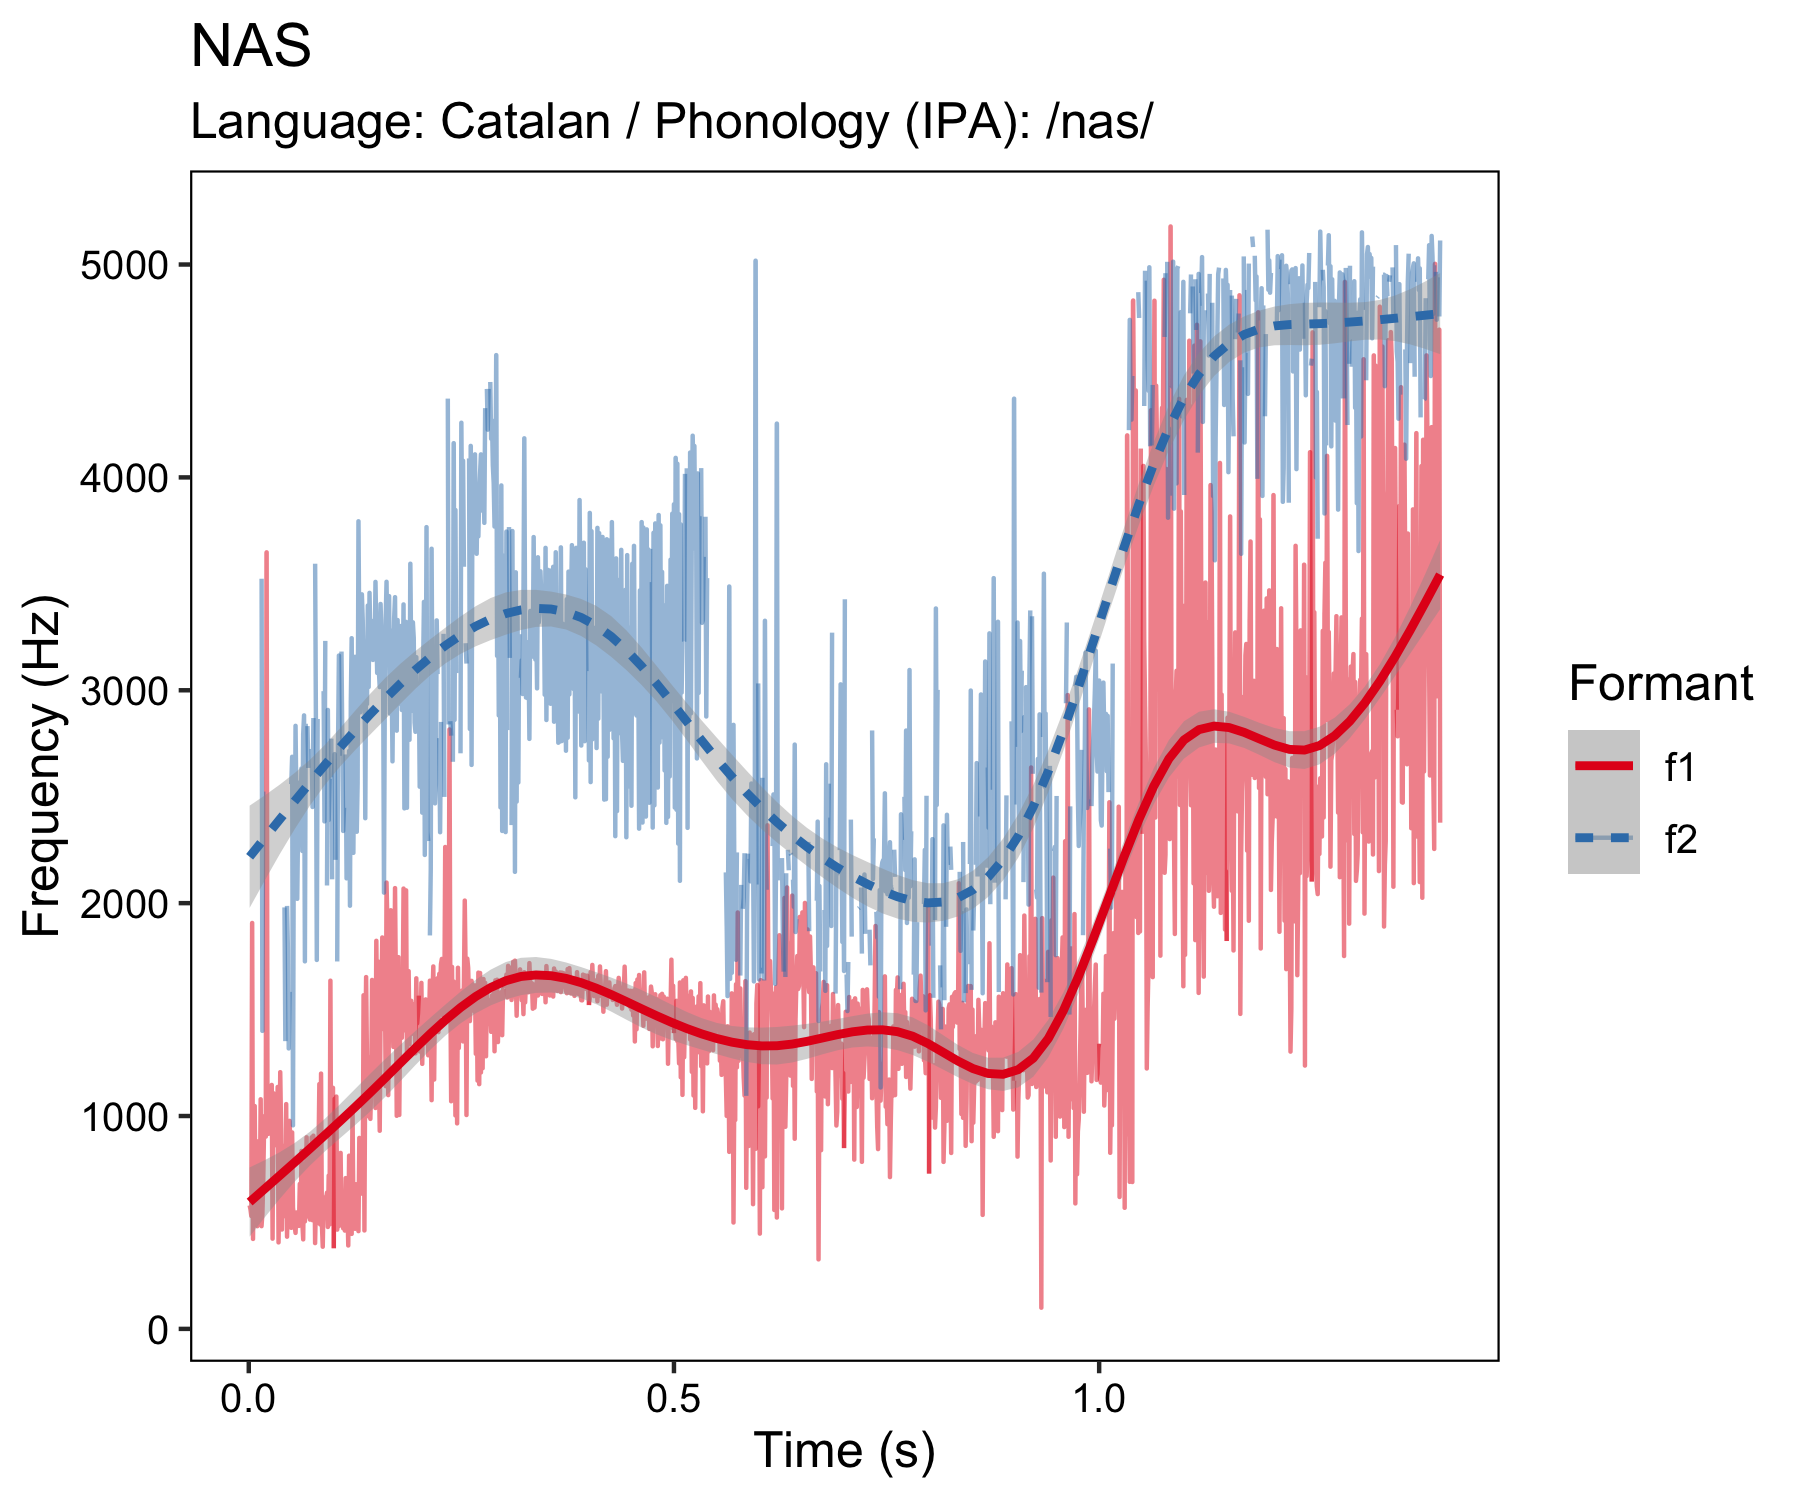 NAS
Language: Catalan / Phonology (IPA): /nas/
Frequency (Hz)
5000
4000
3000
2000
1000
0
0.0 0.5 1.0
Time (s)
Formant
f1
f2